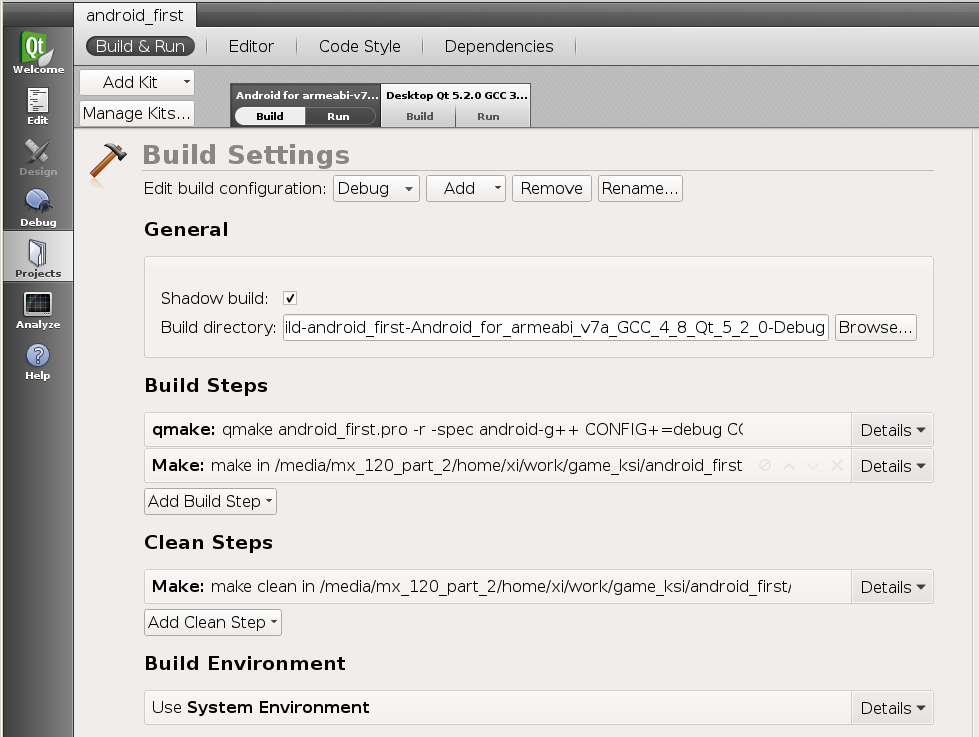 android_first
Build & Run
Editor
Code Style
Dependencies
Qt
Welcome
Edit
Design
Debug
Projects
Analyze
Help
Add Kit
Manage Kits...
Android for armeabi-v7...
Build
Run
Desktop Qt 5.2.0 GCC 3...
Build
Run
Build Settings
Edit build configuration: Debug Add Remove Rename...
General
Shadow build:
Build directory: ild-android_first-Android_for_armeabi_v7a_GCC_4_8_Qt_5_2_0-Debug Browse...
Build Steps
qmake: qmake android_first.pro -r -spec android-g++ CONFIG+=debug Details
Make: make in /media/mx_120_part_2/home/xi/work/game_ksi/android_first Details
Add Build Step
Clean Steps
Make: make clean in /media/mx_120_part_2/home/xi/work/game_ksi/android_first/ Details
Add Clean Step
Build Environment
Use System Environment Details